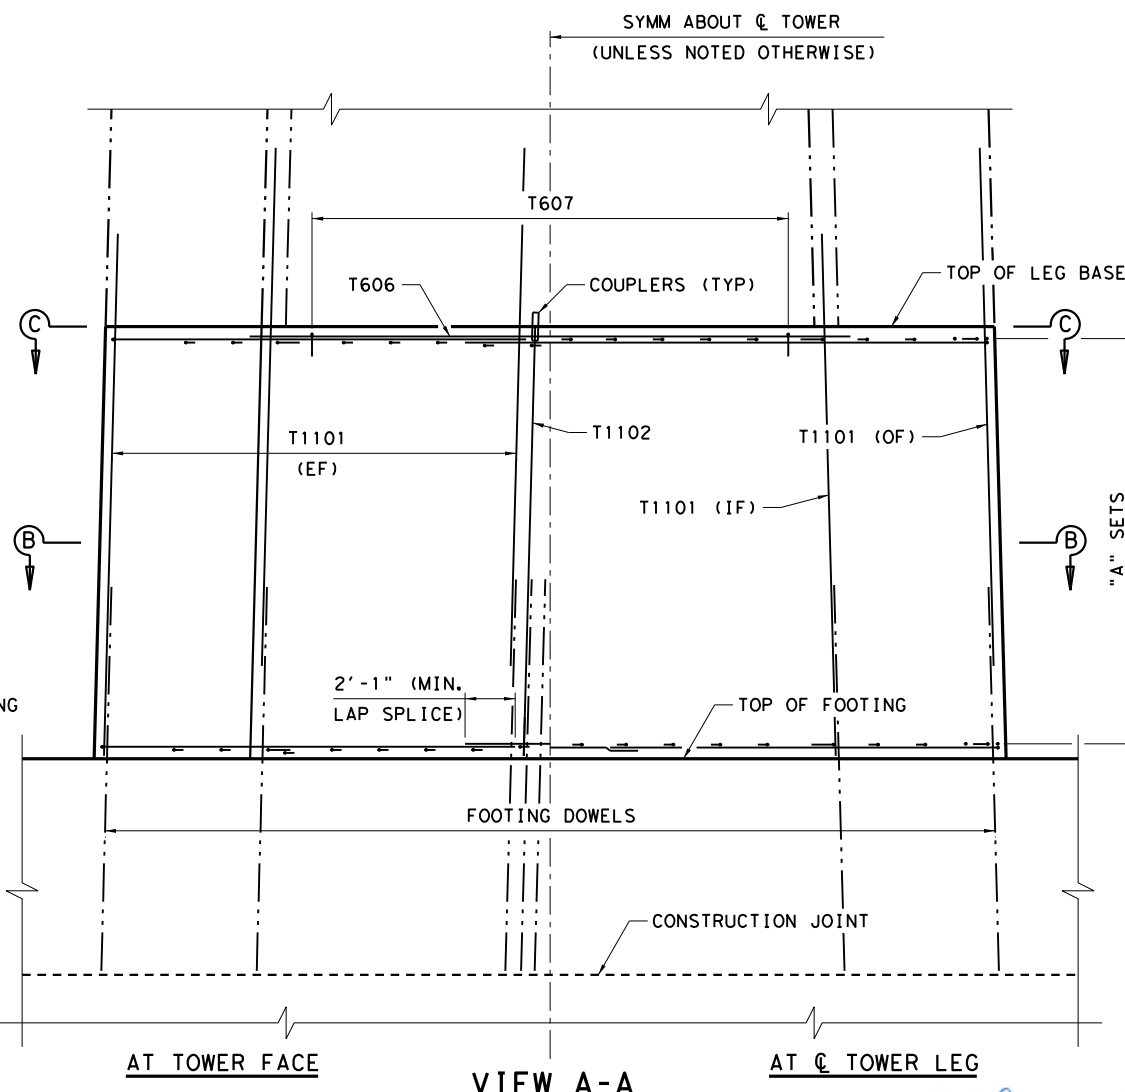 SYMM ABOUT ℄ TOWER
(UNLESS NOTED OTHERWISE)
T607
T606
COUPLERS (TYP)
TOP OF LEG BASE
C
C
T1101
(EF)
T1102
T1101 (OF)
T1101 (IF)
B
B
"A" SETS
2'-1" (MIN.
LAP SPLICE)
NG
TOP OF FOOTING
FOOTING DOWELS
CONSTRUCTION JOINT
AT TOWER FACE
AT ℄ TOWER LEG
VIEW A-A